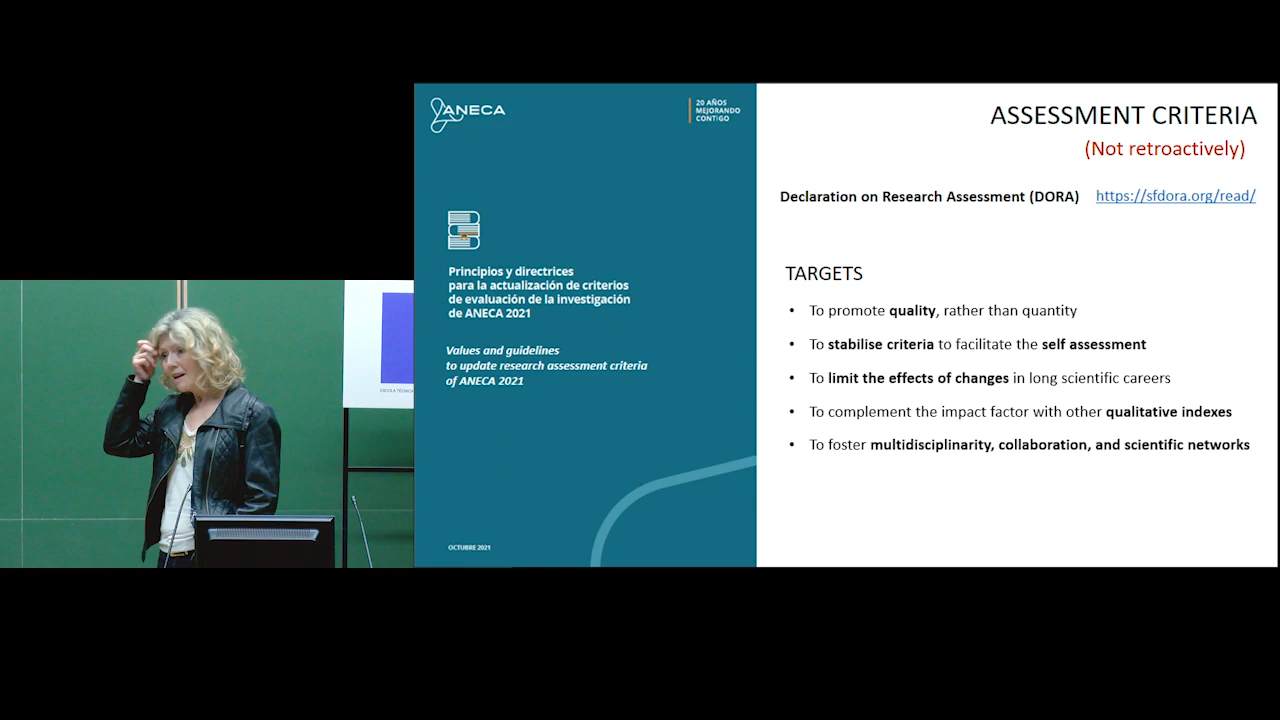 ANECA
20 AÑOS
MEJORANDO
CONTIGO
Principios y directrices
para la actualización de criterios
de evaluación de la investigación
de ANECA 2021
Values and guidelines
to update research assessment criteria
of ANECA 2021
OCTUBRE 2021
ASSESSMENT CRITERIA
(Not retroactively)
Declaration on Research Assessment (DORA) https://sfdora.org/read/
TARGETS
• To promote quality, rather than quantity
• To stabilise criteria to facilitate the self assessment
• To limit the effects of changes in long scientific careers
• To complement the impact factor with other qualitative indexes
• To foster multidisciplinarity, collaboration, and scientific networks
ESCOLA TÈCNICA